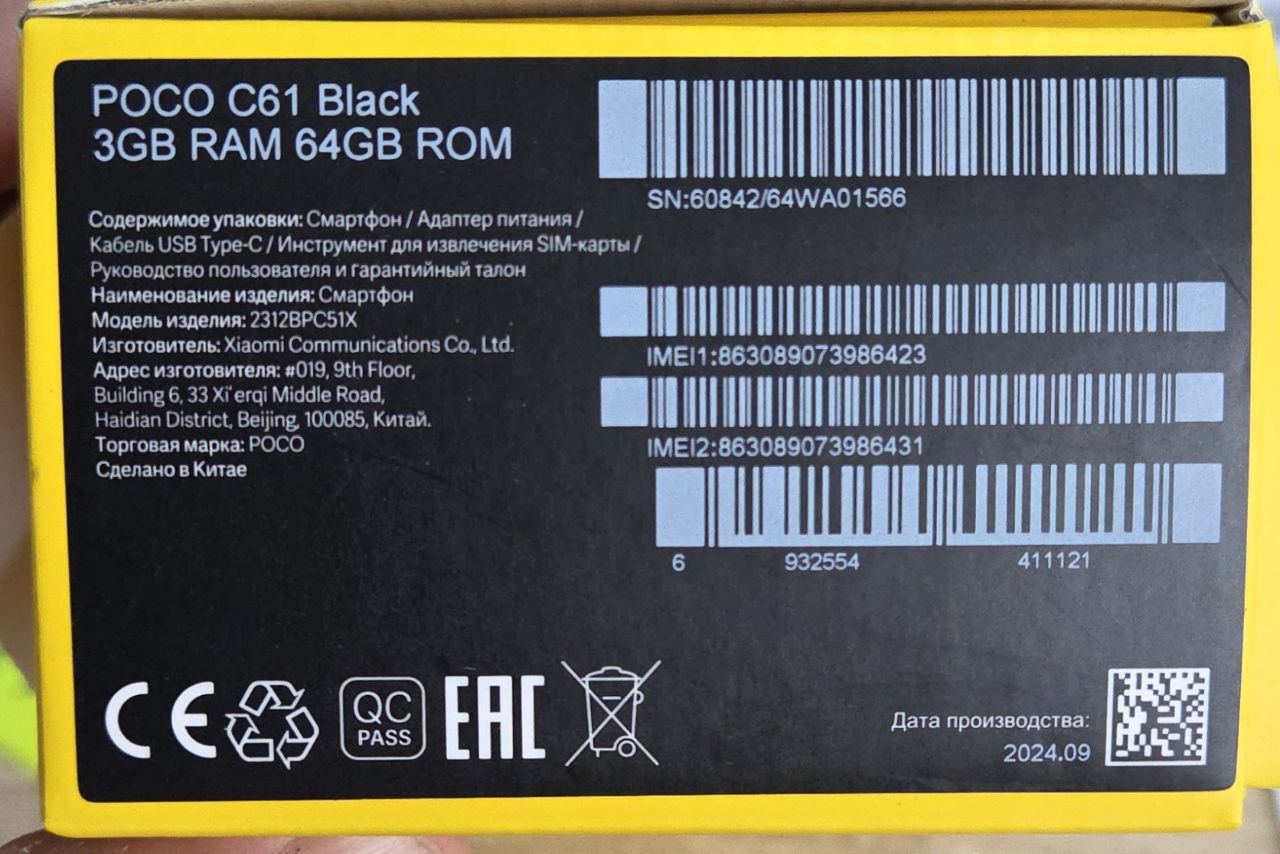 POCO C61 Black
3GB RAM 64GB ROM
SN:60842/64WA01566
Содержимое упаковки: Смартфон / Адаптер питания /
Кабель USB Type-C / Инструмент для извлечения SIM-карты /
Руководство пользователя и гарантийный талон
Наименование изделия: Смартфон
Модель изделия: 2312BPC51X
Изготовитель: Xiaomi Communications Co., Ltd.
Адрес изготовителя: #019, 9th Floor,
Building 6, 33 Xi'erqi Middle Road,
Haidian District, Beijing, 100085, Китай.
Торговая марка: POCO
Сделано в Китае
IMEI1:863089073986423
IMEI2:863089073986431
6 932554 411121
CE
QC
PASS
EAC
Дата производства:
2024.09